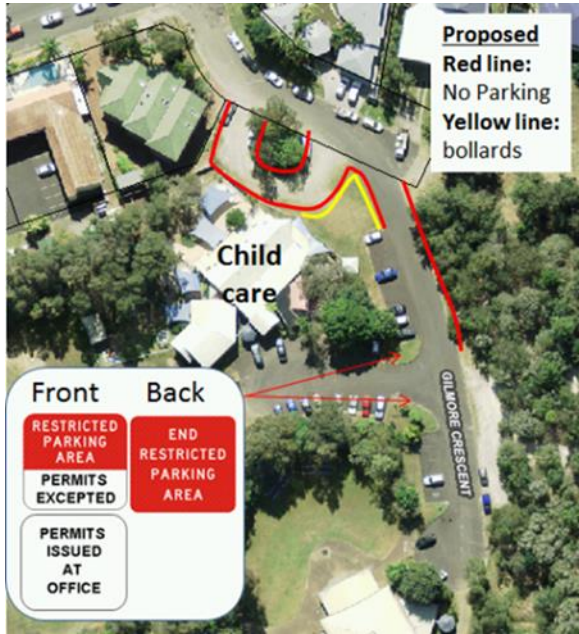 Proposed
Red line:
No Parking
Yellow line:
bollards
Child
care
Front
Back
RESTRICTED
PARKING
AREA
PERMITS
EXCEPTED
PERMITS
ISSUED
AT
OFFICE
END
RESTRICTED
PARKING
AREA
GILMORE CRESCENT